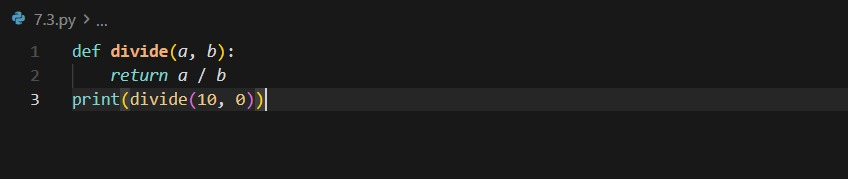 7.3.py > ...
1 def divide(a, b):
2     return a / b
3 print(divide(10, 0))